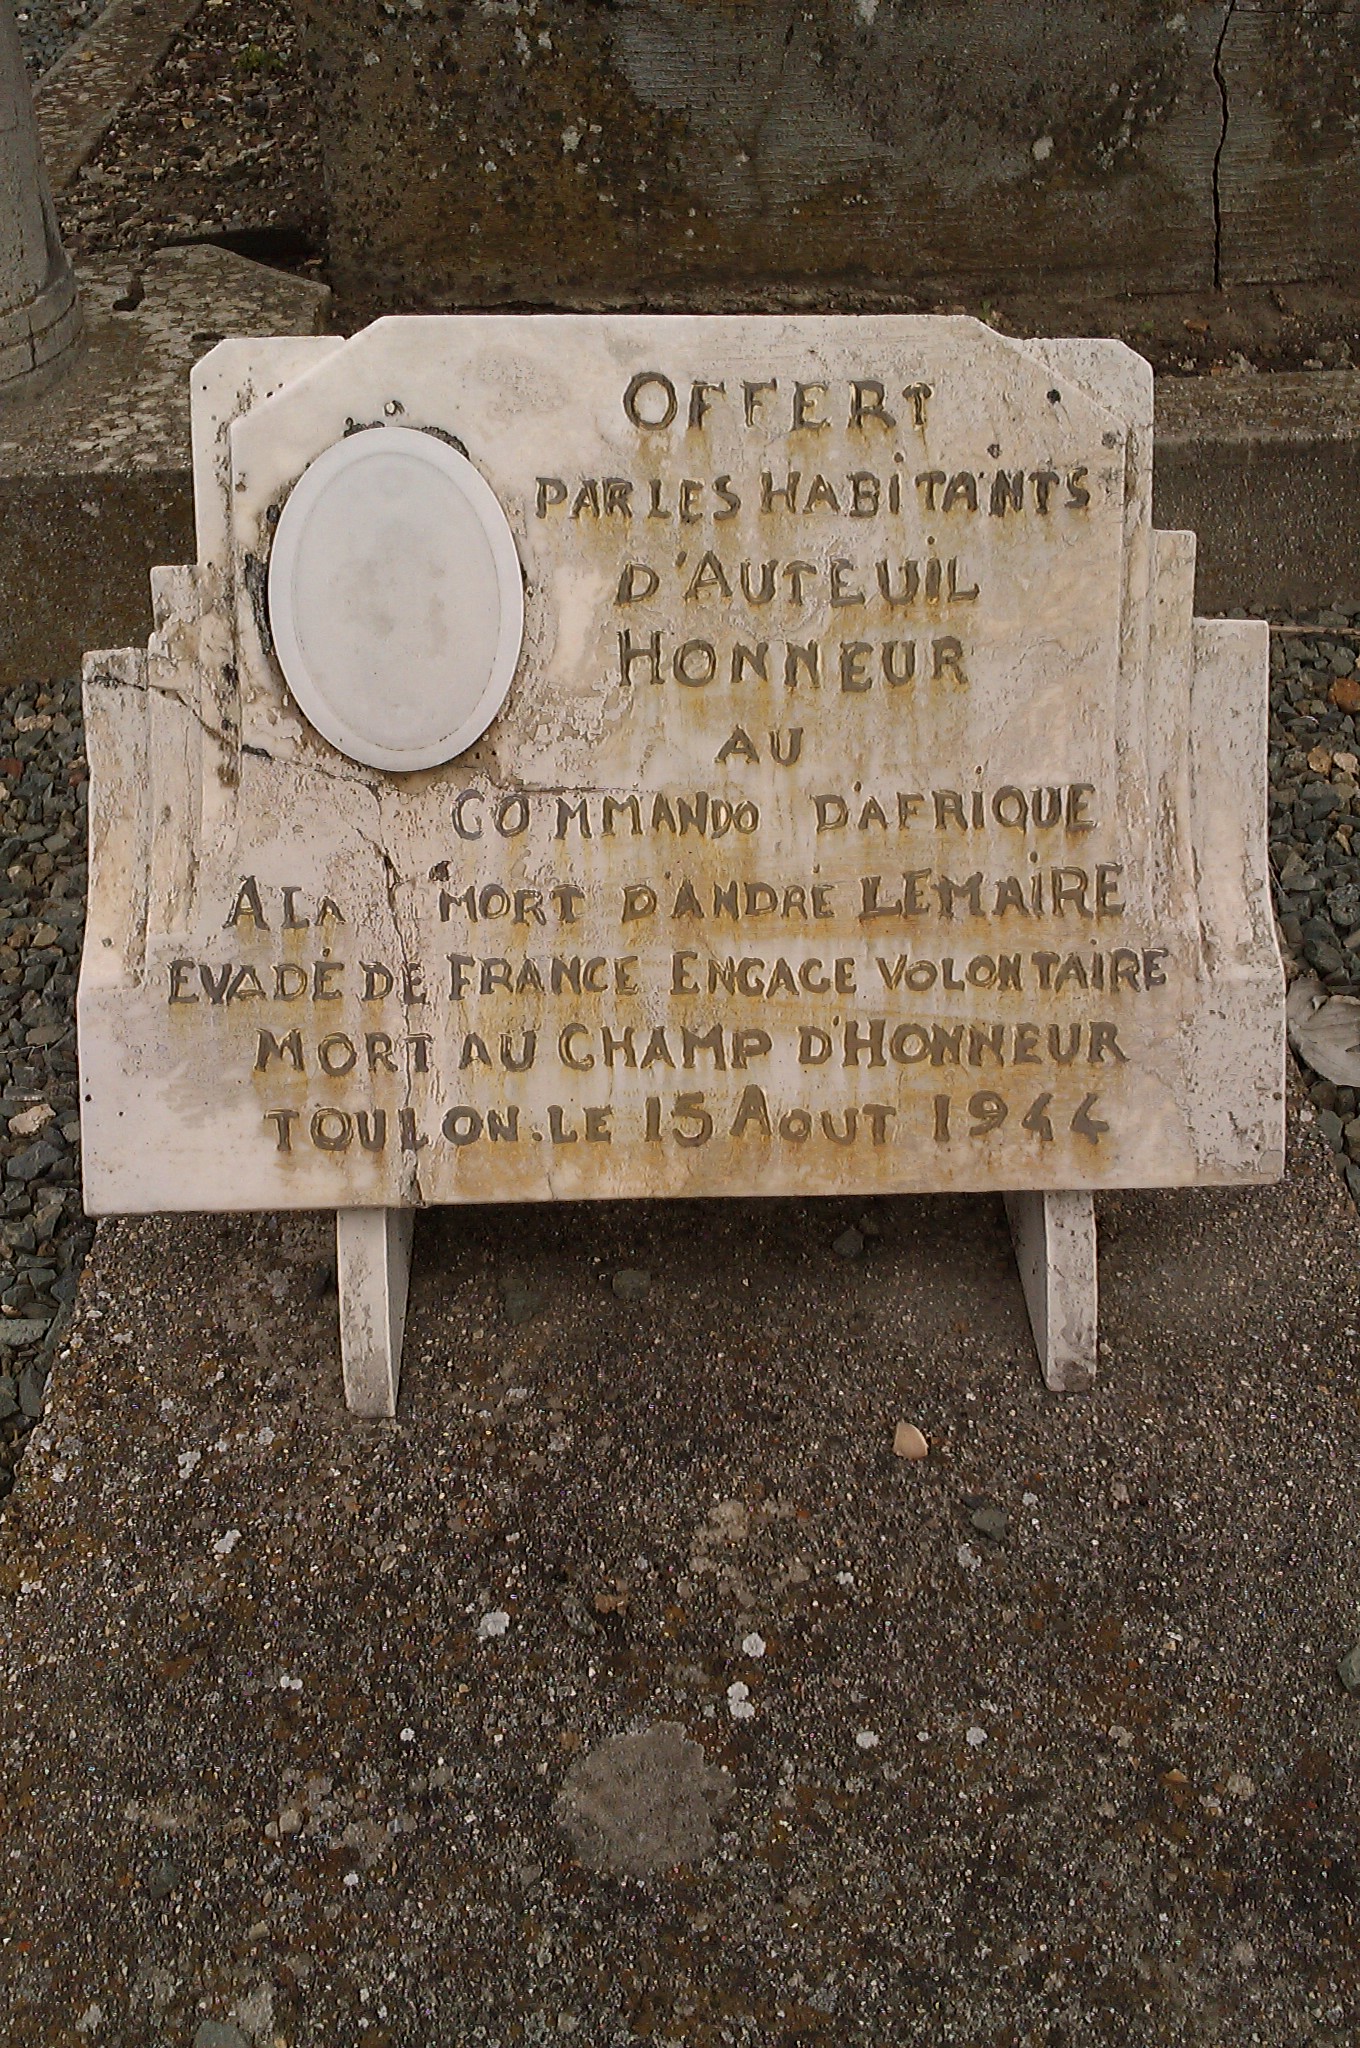 OFFERT
PAR LES HABITANTS
D'AUTEUIL
HONNEUR
AU
COMMANDO D'AFRIQUE
A LA MORT D'ANDRÉ LEMAIRE
EVADÉ DE FRANCE ENGAGE VOLONTAIRE
MORT AU CHAMP D'HONNEUR
TOULON. LE 15 AOUT 1944